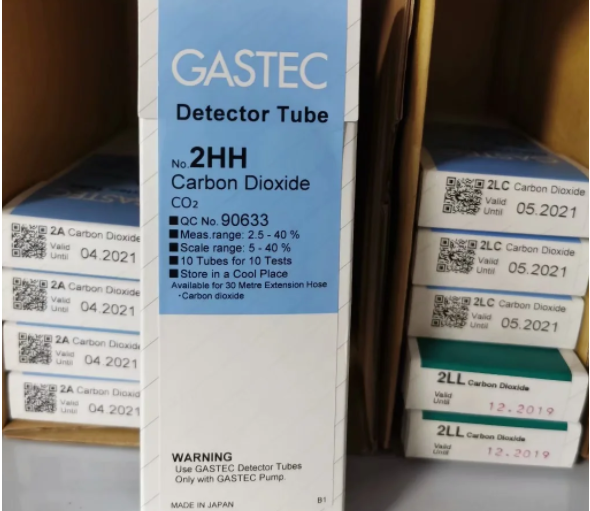 GASTEC
Detector Tube
No.2HH
Carbon Dioxide
CO₂
■QC No.90633
■Meas.range: 2.5 - 40 %
■Scale range: 5 - 40 %
■10 Tubes for 10 Tests
■Store in a Cool Place
Available for 30 Metre Extension Hose
・Carbon dioxide
WARNING
Use GASTEC Detector Tubes
Only with GASTEC Pump.
MADE IN JAPAN
B1
GASTEC
2A Carbon Dioxide
Valid
Until 04.2021
2A Carbon Dioxide
Valid
Until 04.2021
2A Carbon Dioxide
Valid
Until 04.2021
2A Carbon Dioxide
Valid
Until 04.2021
2LC Carbon Dioxide
Valid
Until 05.2021
2LC Carbon Dioxide
Valid
Until 05.2021
2LC Carbon Dioxide
Valid
Until 05.2021
2LL Carbon Dioxide
Valid
Until 12.2019
2LL Carbon Dioxide
Valid
Until 12.2019